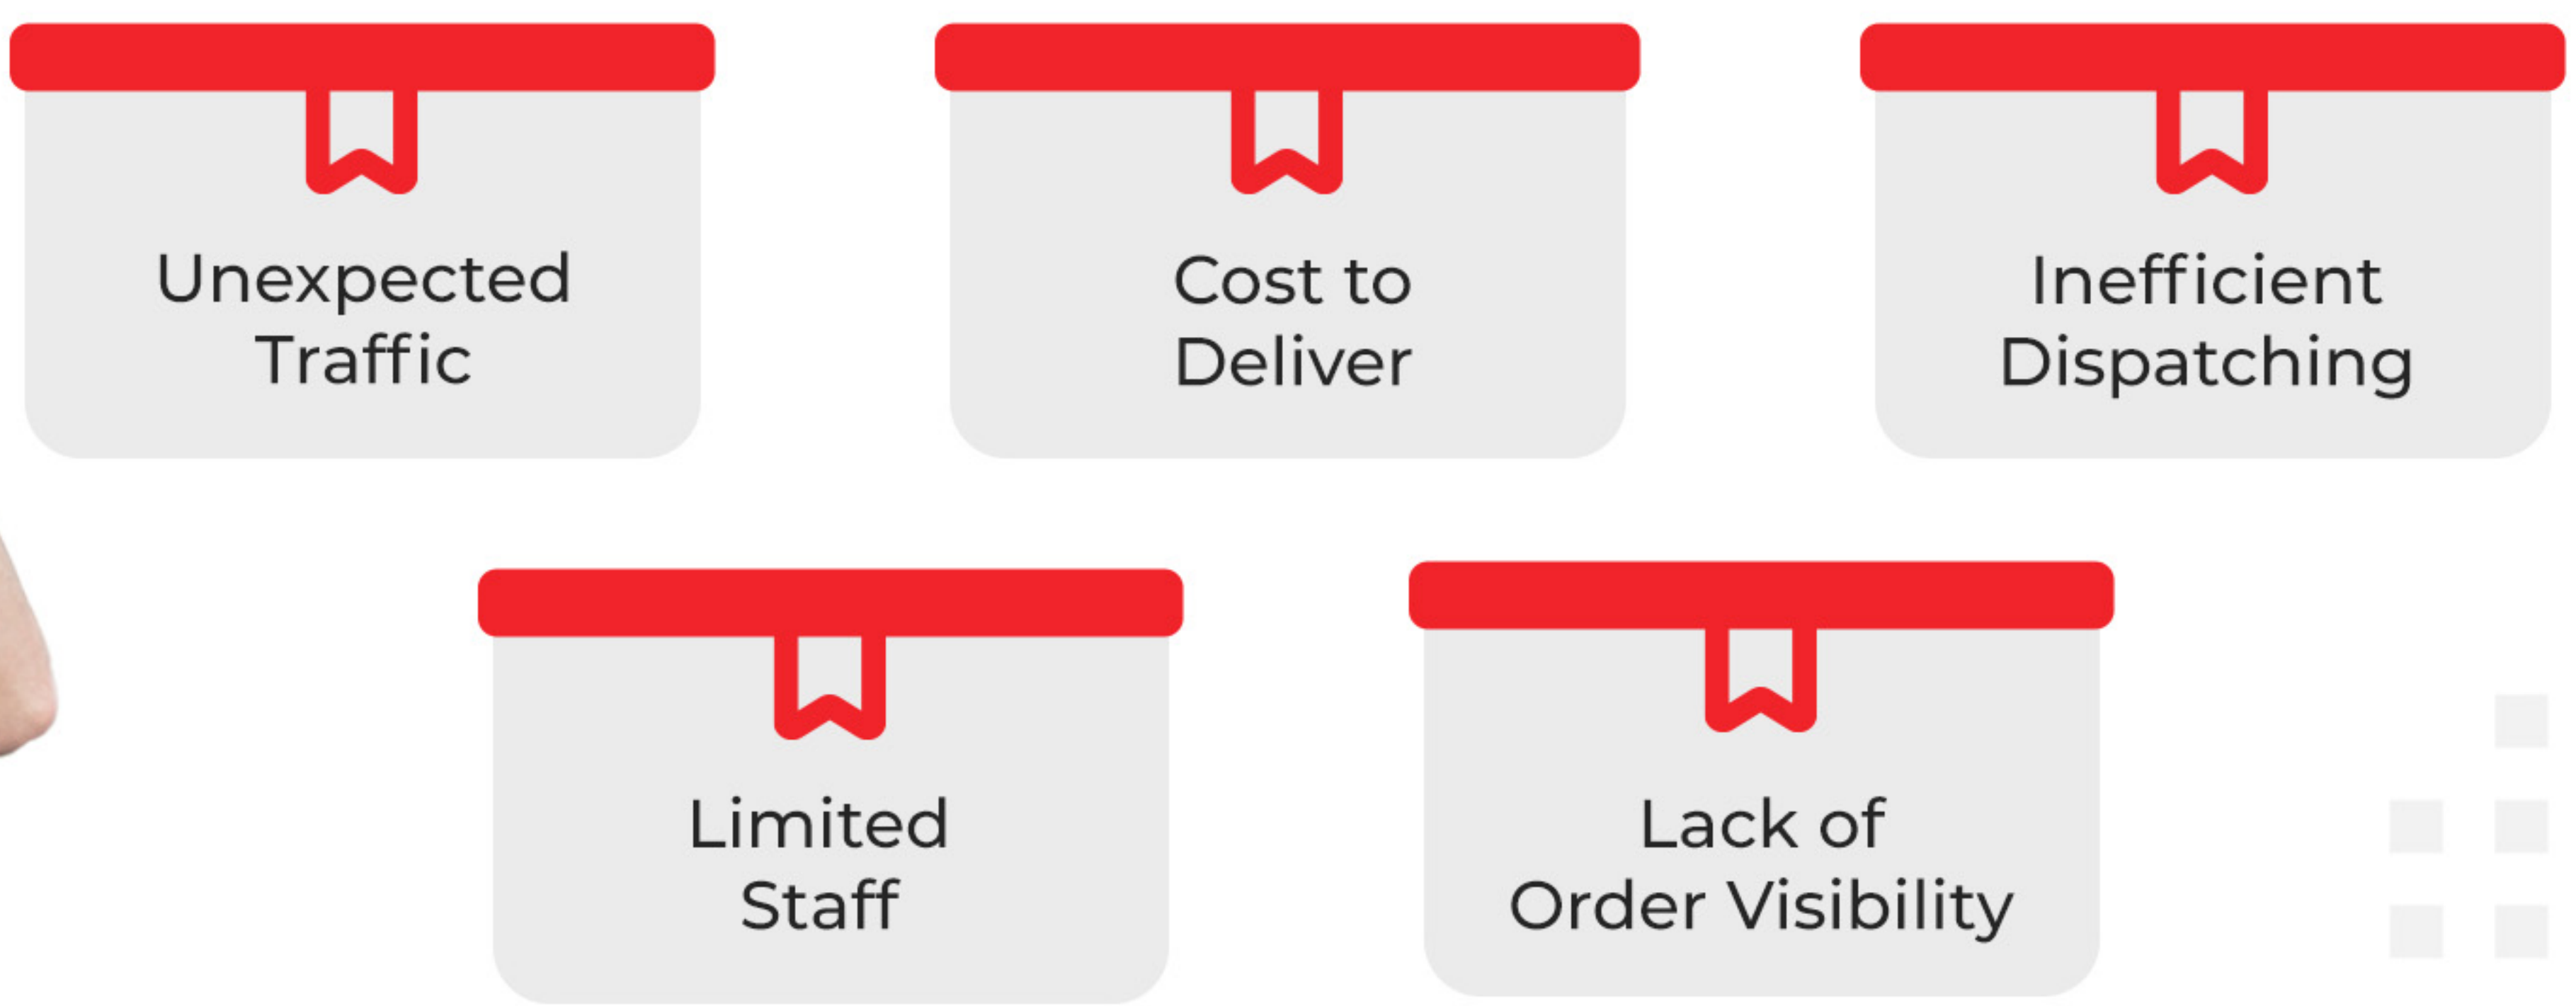 Unexpected
Traffic
Cost to
Deliver
Inefficient
Dispatching
Limited
Staff
Lack of
Order Visibility